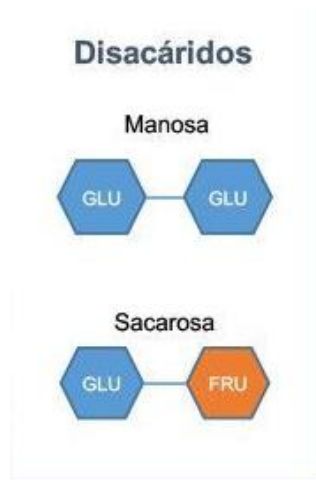 Disacáridos
Manosa
GLU GLU
Sacarosa
GLU FRU